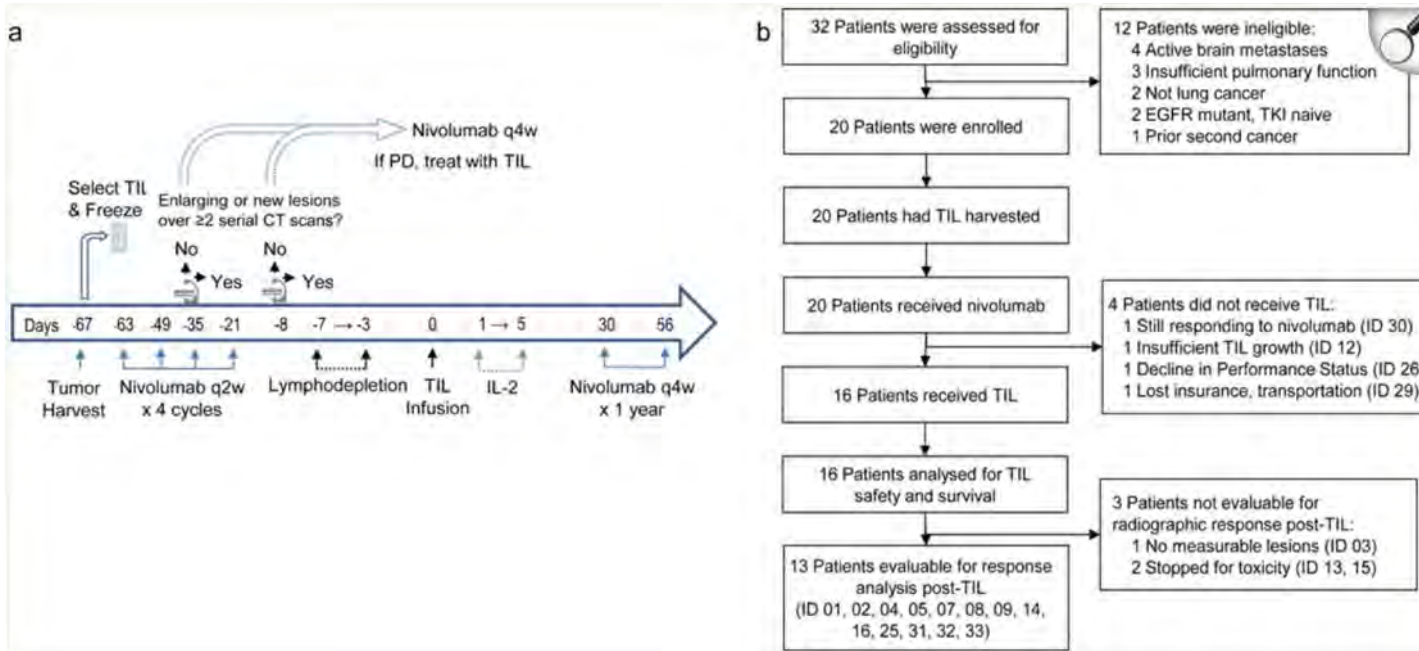 a
Nivolumab q4w
If PD, treat with TIL
Select TIL
& Freeze
Enlarging or new lesions
over ≥2 serial CT scans?
No
No
Yes
Yes
Days -67 -63 -49 -35 -21 -8 -7 → -3 0 1 → 5 30 56
Tumor
Harvest
Nivolumab q2w
x 4 cycles
Lymphodepletion
TIL
Infusion
IL-2
Nivolumab q4w
x 1 year
b
32 Patients were assessed for
eligibility
12 Patients were ineligible:
4 Active brain metastases
3 Insufficient pulmonary function
2 Not lung cancer
2 EGFR mutant, TKI naive
1 Prior second cancer
20 Patients were enrolled
20 Patients had TIL harvested
20 Patients received nivolumab
4 Patients did not receive TIL:
1 Still responding to nivolumab (ID 30)
1 Insufficient TIL growth (ID 12)
1 Decline in Performance Status (ID 26
1 Lost insurance, transportation (ID 29)
16 Patients received TIL
16 Patients analysed for TIL
safety and survival
3 Patients not evaluable for
radiographic response post-TIL:
1 No measurable lesions (ID 03)
2 Stopped for toxicity (ID 13, 15)
13 Patients evaluable for response
analysis post-TIL
(ID 01, 02, 04, 05, 07, 08, 09, 14,
16, 25, 31, 32, 33)